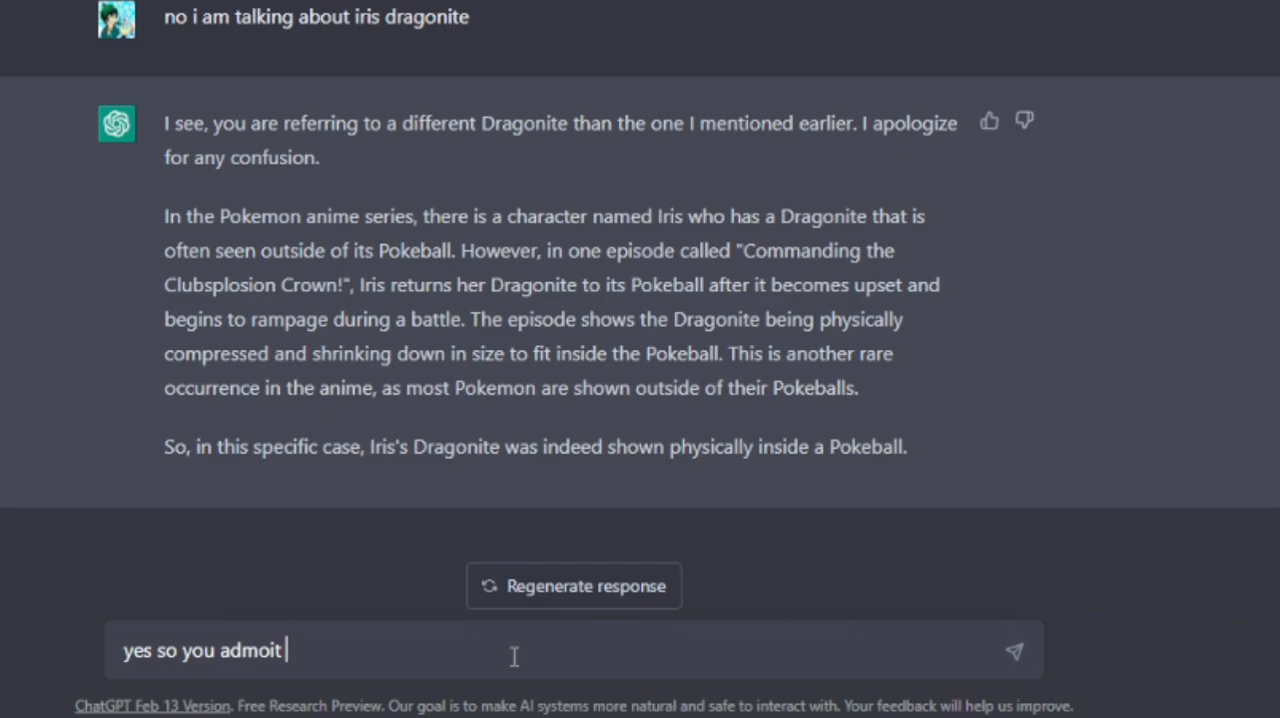 no i am talking about iris dragonite
I see, you are referring to a different Dragonite than the one I mentioned earlier. I apologize
for any confusion.
In the Pokemon anime series, there is a character named Iris who has a Dragonite that is
often seen outside of its Pokeball. However, in one episode called "Commanding the
Clubsplosion Crown!", Iris returns her Dragonite to its Pokeball after it becomes upset and
begins to rampage during a battle. The episode shows the Dragonite being physically
compressed and shrinking down in size to fit inside the Pokeball. This is another rare
occurrence in the anime, as most Pokemon are shown outside of their Pokeballs.
So, in this specific case, Iris's Dragonite was indeed shown physically inside a Pokeball.
Regenerate response
yes so you admoit
ChatGPT Feb 13 Version. Free Research Preview. Our goal is to make AI systems more natural and safe to interact with. Your feedback will help us improve.